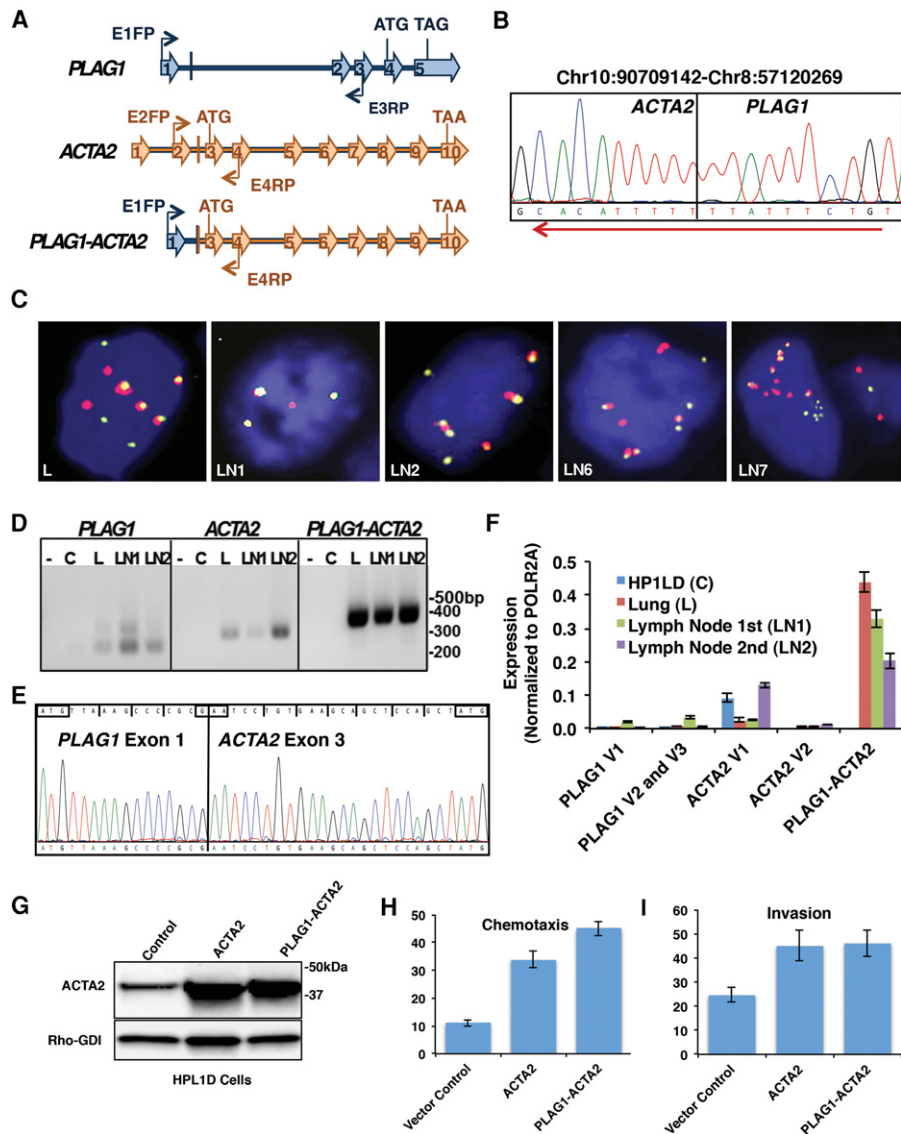 A
E1FP
ATG TAG
PLAG1
1 2 3 4 5
E3RP
E2FP ATG TAA
ACTA2
1 2 3 4 5 6 7 8 9 10
E4RP
E1FP ATG TAA
PLAG1-ACTA2
1 3 4 5 6 7 8 9 10
E4RP
B
Chr10:90709142-Chr8:57120269
ACTA2 PLAG1
G C A C A T T T T T T T A T T T C T G T
C
L LN1 LN2 LN6 LN7
D
PLAG1 ACTA2 PLAG1-ACTA2
- C L LN1 LN2 - C L LN1 LN2 - C L LN1 LN2
-500bp
-400
-300
-200
E
A T G T T A A A G C C C C G C G A A T C C T G T G A A G C A G C T C C A G C T A T G
PLAG1 Exon 1 ACTA2 Exon 3
A T G T T A A A G C C C C G C G A A T C C T G T G A A G C A G C T C C A G C T A T G
F
Expression
(Normalized to POLR2A)
0.5
0.4
0.3
0.2
0.1
0.0
HP1LD (C)
Lung (L)
Lymph Node 1st (LN1)
Lymph Node 2nd (LN2)
PLAG1 V1
PLAG1 V2 and V3
ACTA2 V1
ACTA2 V2
PLAG1-ACTA2
G
Control
ACTA2
PLAG1-ACTA2
ACTA2
-50kDa
-37
Rho-GDI
HPL1D Cells
H
Chemotaxis
50
40
30
20
10
0
Vector Control
ACTA2
PLAG1-ACTA2
I
Invasion
60
50
40
30
20
10
0
Vector Control
ACTA2
PLAG1-ACTA2